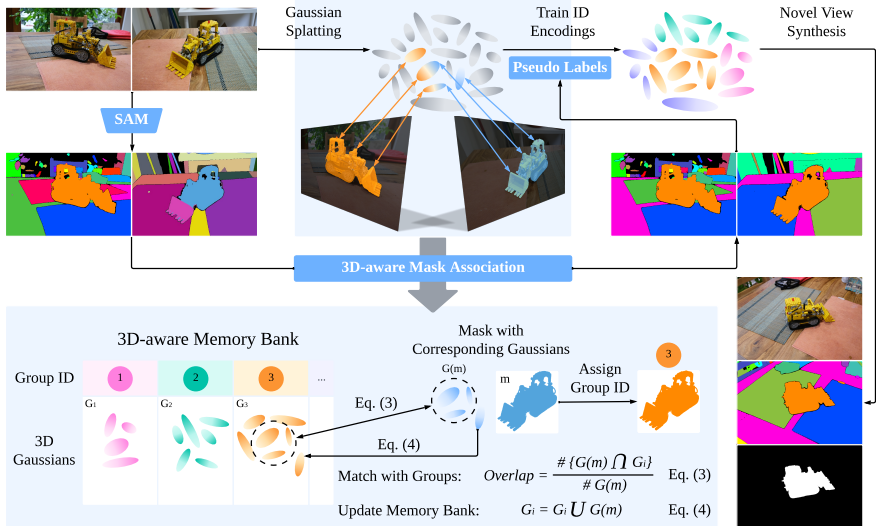 Gaussian
Splatting
Train ID
Encodings
Novel View
Synthesis
Pseudo Labels
SAM
3D-aware Mask Association
3D-aware Memory Bank
Mask with
Corresponding Gaussians
Group ID
1
2
3
...
G1
G2
G3
3D
Gaussians
Eq. (3)
Eq. (4)
G(m)
m
Assign
Group ID
3
Match with Groups: Overlap = # {G(m) ⋂ Gi} / # G(m) Eq. (3)
Update Memory Bank: Gi = Gi ⋃ G(m) Eq. (4)